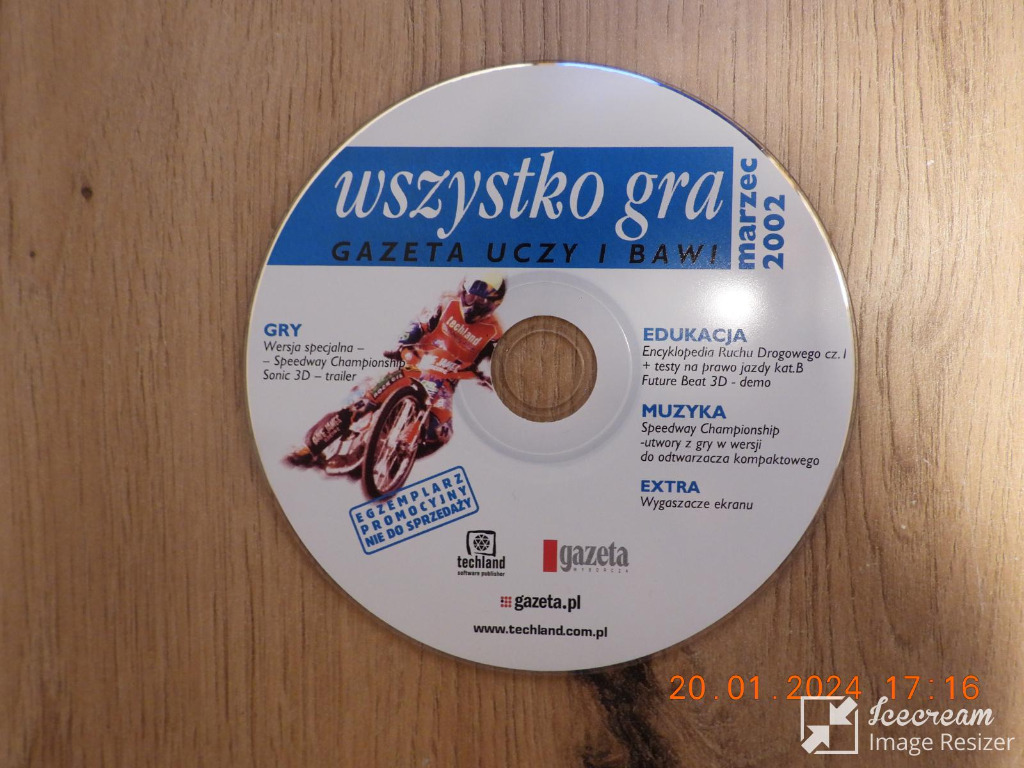 wszystko gra
GAZETA UCZY I BAWI
marzec
2002
GRY
Wersja specjalna –
– Speedway Championship
Sonic 3D – trailer
techland
EDUKACJA
Encyklopedia Ruchu Drogowego cz.1
+ testy na prawo jazdy kat.B
Future Beat 3D - demo
MUZYKA
Speedway Championship
-utwory z gry w wersji
do odtwarzacza kompaktowego
EXTRA
Wygaszacze ekranu
EGZEMPLARZ
PROMOCYJNY
NIE DO SPRZEDAŻY
techland
software publisher
gazeta
WYBORCZA
gazeta.pl
www.techland.com.pl
20.01.2024 17:16
Icecream
Image Resizer